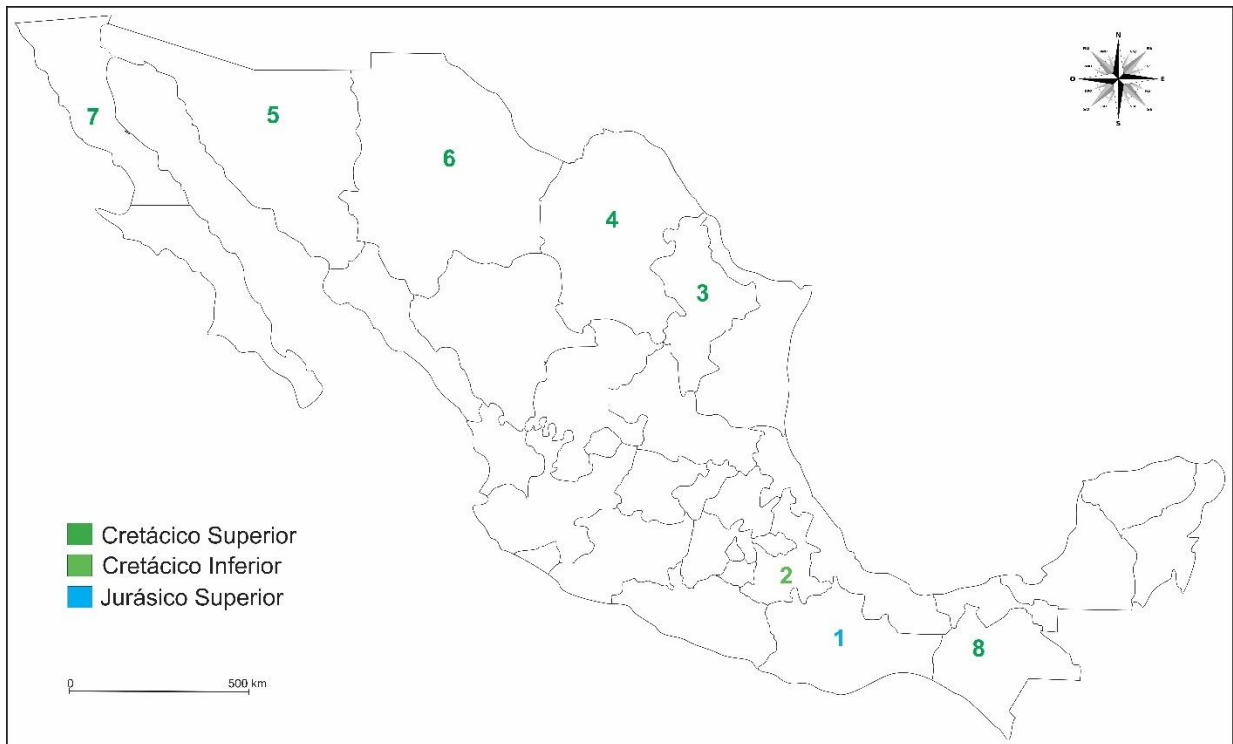 N
O
E
S
7
5
6
4
3
2
1
8
Cretácico Superior
Cretácico Inferior
Jurásico Superior
0 500 km